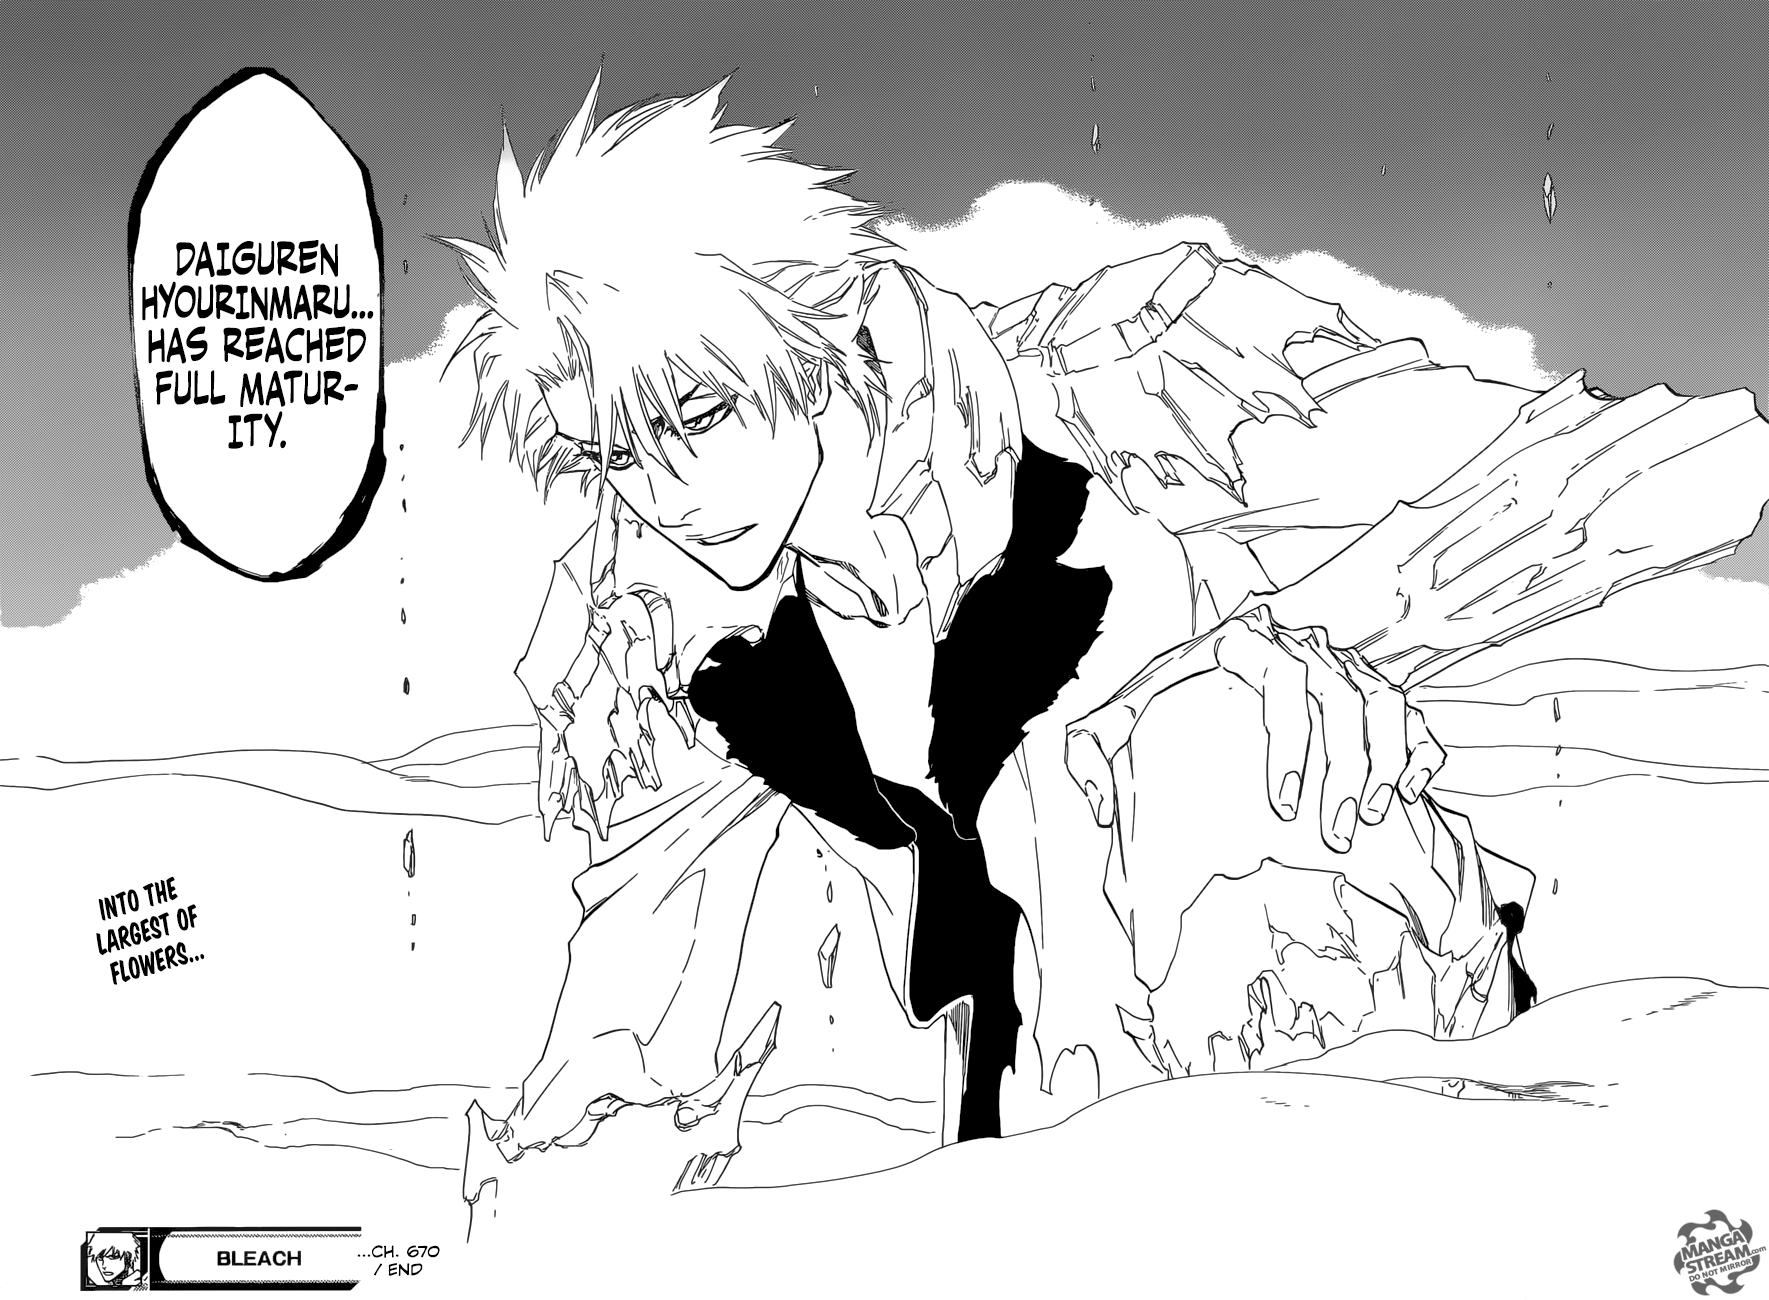 DAIGUREN
HYOURINMARU...
HAS REACHED
FULL MATUR-
ITY.
INTO THE
LARGEST OF
FLOWERS...
BLEACH
...CH. 670
/ END
MANGA
STREAM.com
DO NOT MIRROR